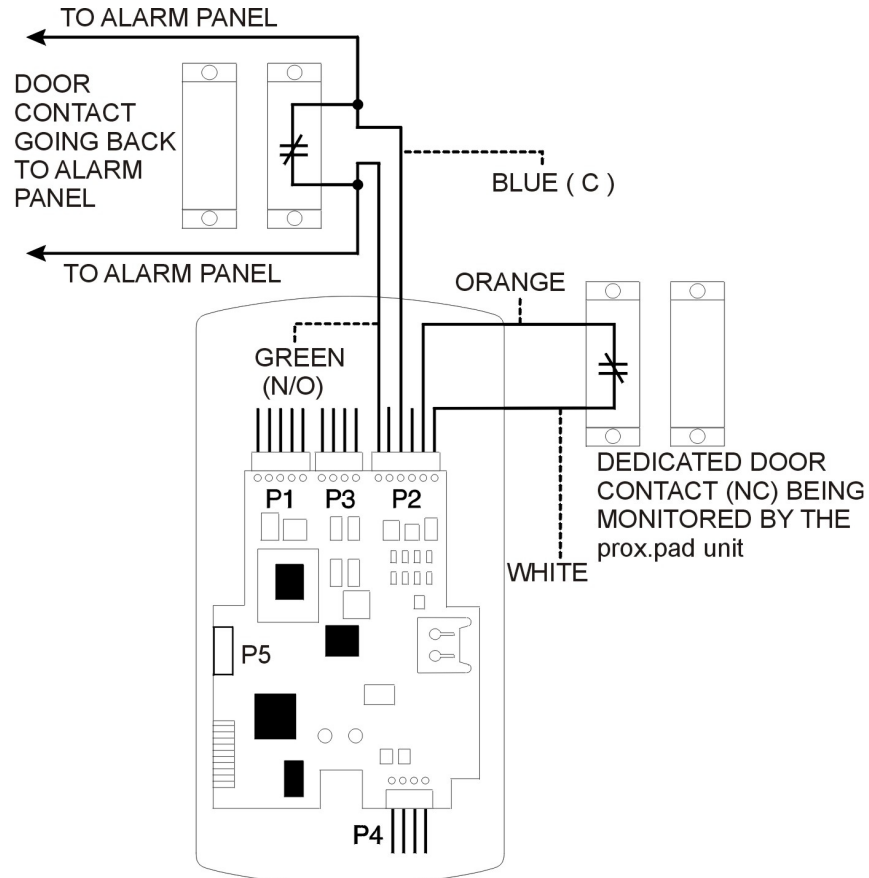 TO ALARM PANEL
DOOR
CONTACT
GOING BACK
TO ALARM
PANEL
BLUE ( C )
TO ALARM PANEL
ORANGE
GREEN
(N/O)
P1
P3
P2
DEDICATED DOOR
CONTACT (NC) BEING
MONITORED BY THE
prox.pad unit
WHITE
P5
P4